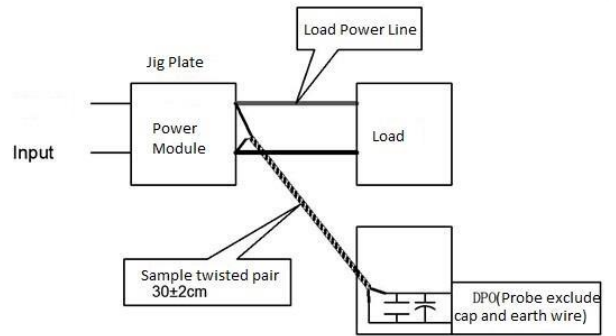 Load Power Line
Jig Plate
Power
Module
Load
Input
Sample twisted pair
30±2cm
DPO(Probe exclude
cap and earth wire)